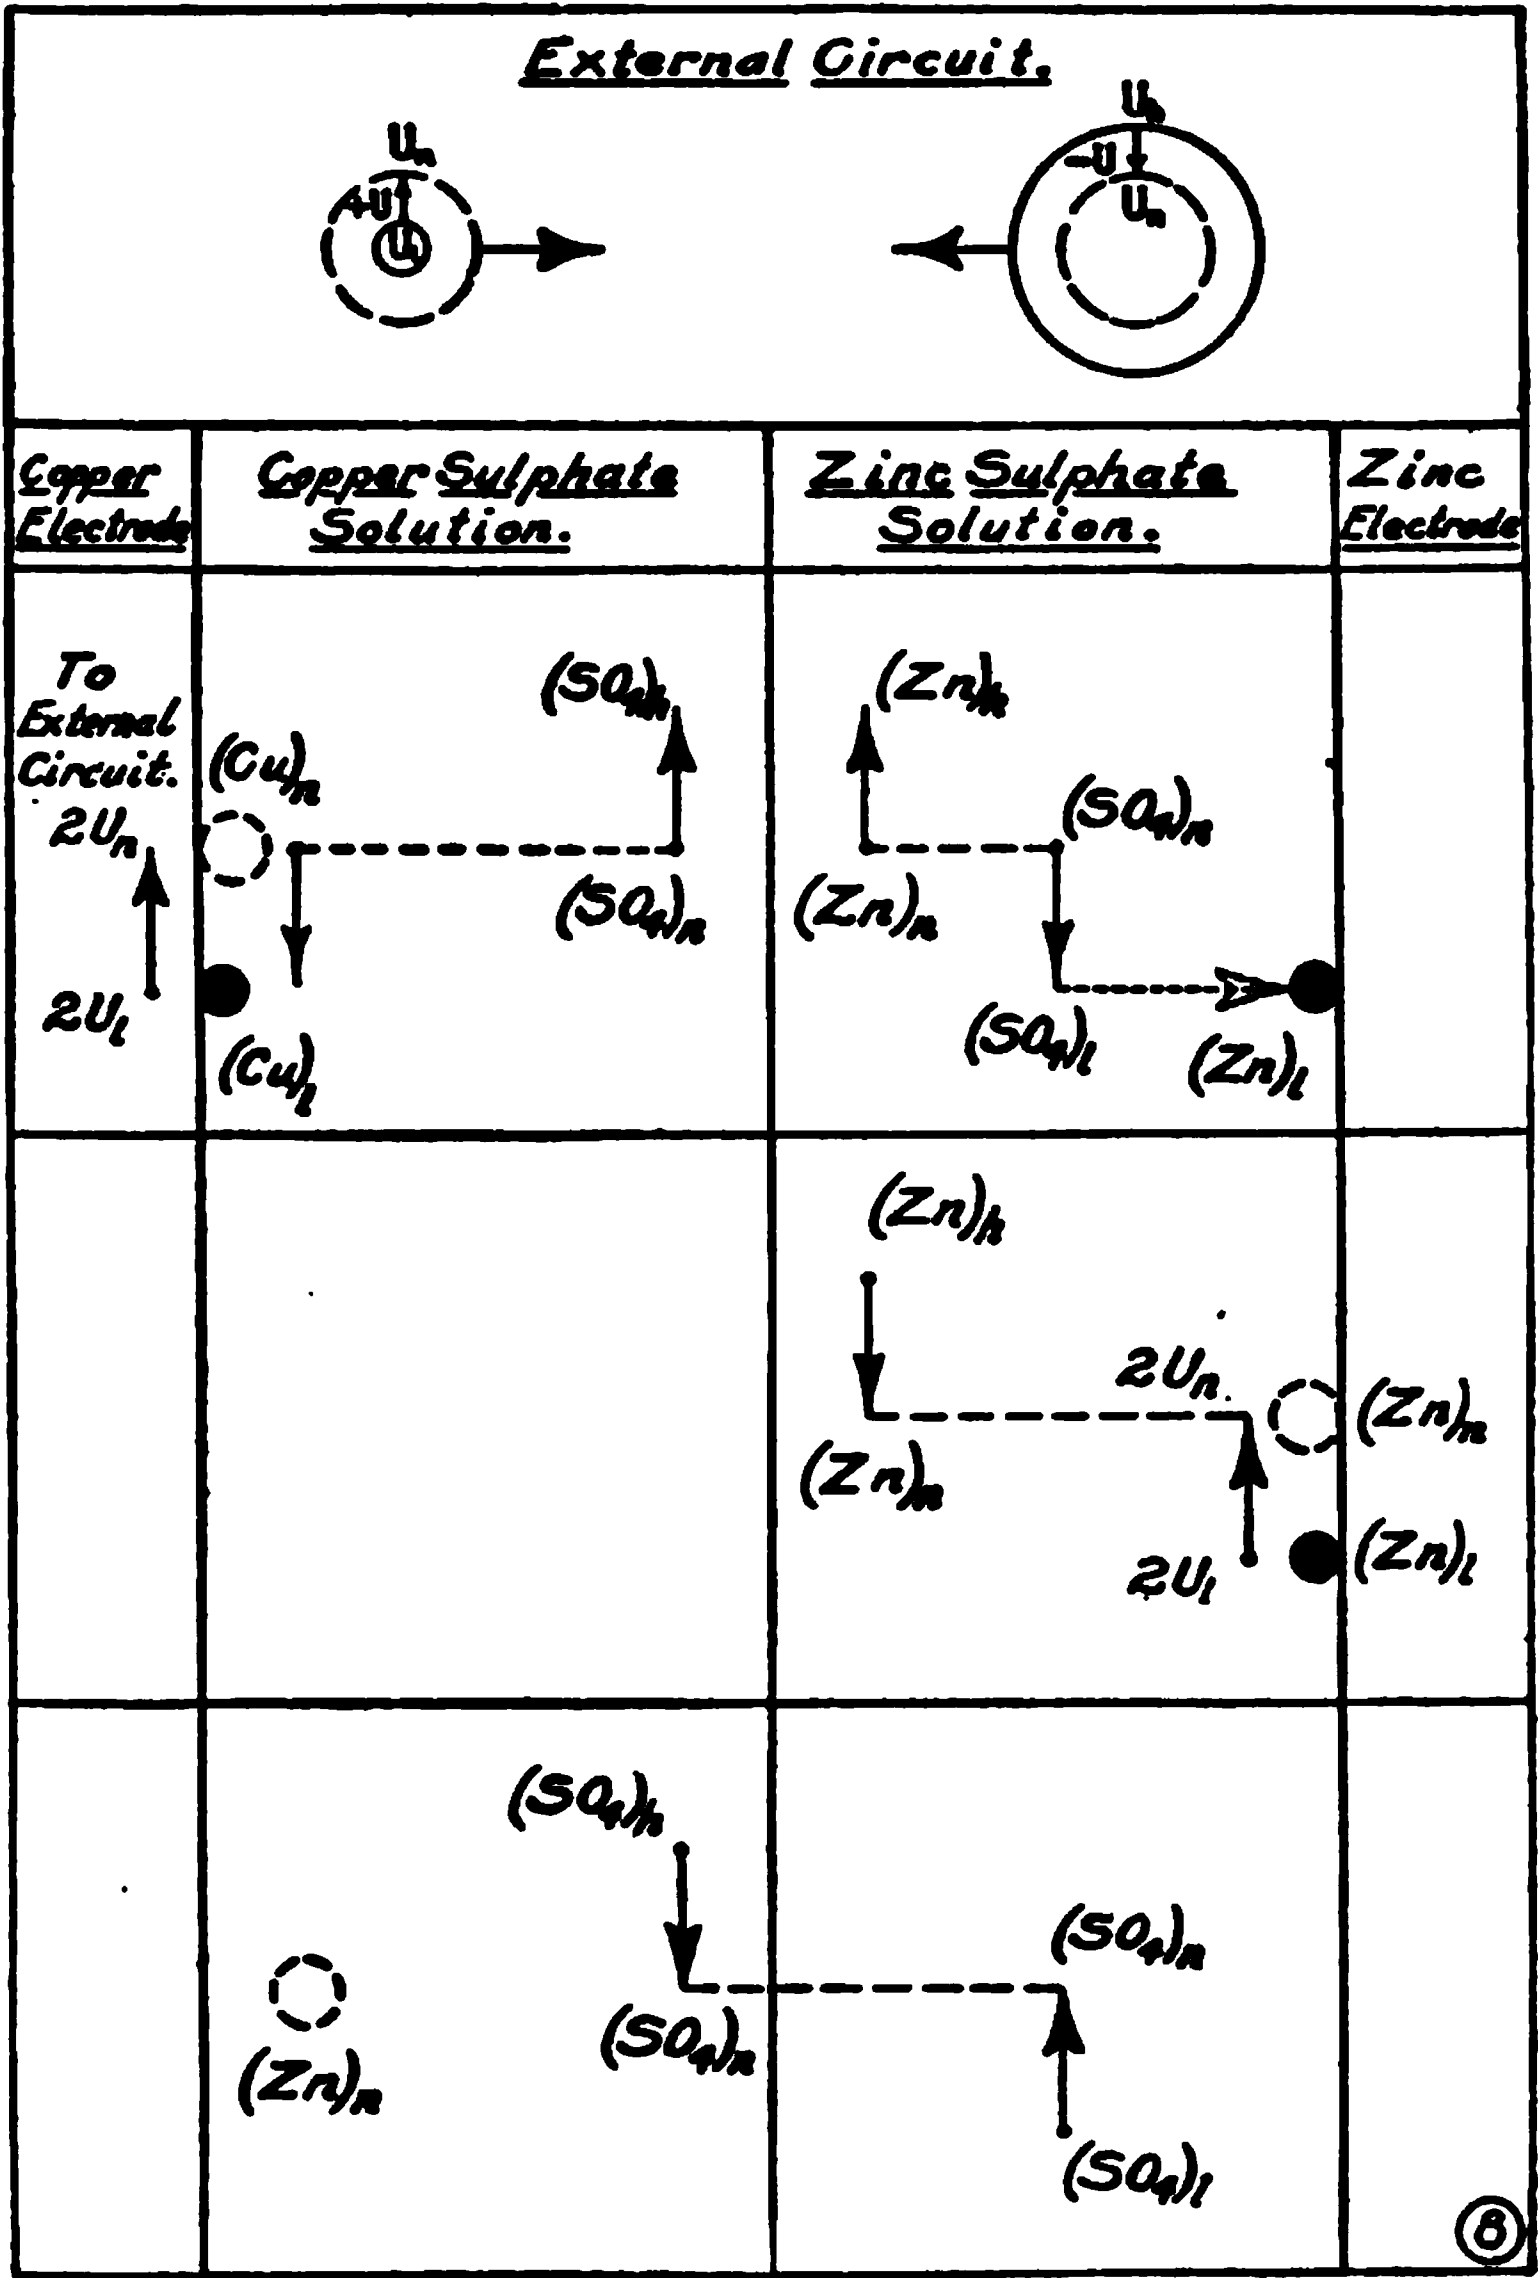 External Circuit.
Uₙ
+U
Uₕ
-U
Uₙ
Copper
Electrode
Copper Sulphate
Solution.
Zinc Sulphate
Solution.
Zinc
Electrode
To
External
Circuit.
2Uₙ
2Uₗ
(Cu)ₙ
(SO₄)ₕ
(SO₄)ₙ
(Cu)ₗ
(Zn)ₕ
(SO₄)ₙ
(Zn)ₙ
(SO₄)ₗ
(Zn)ₗ
(Zn)ₕ
2Uₙ
(Zn)ₙ
(Zn)ₙ
2Uₗ
(Zn)ₗ
(SO₄)ₕ
(SO₄)ₙ
(SO₄)ₙ
(Zn)ₙ
(SO₄)ₗ
8